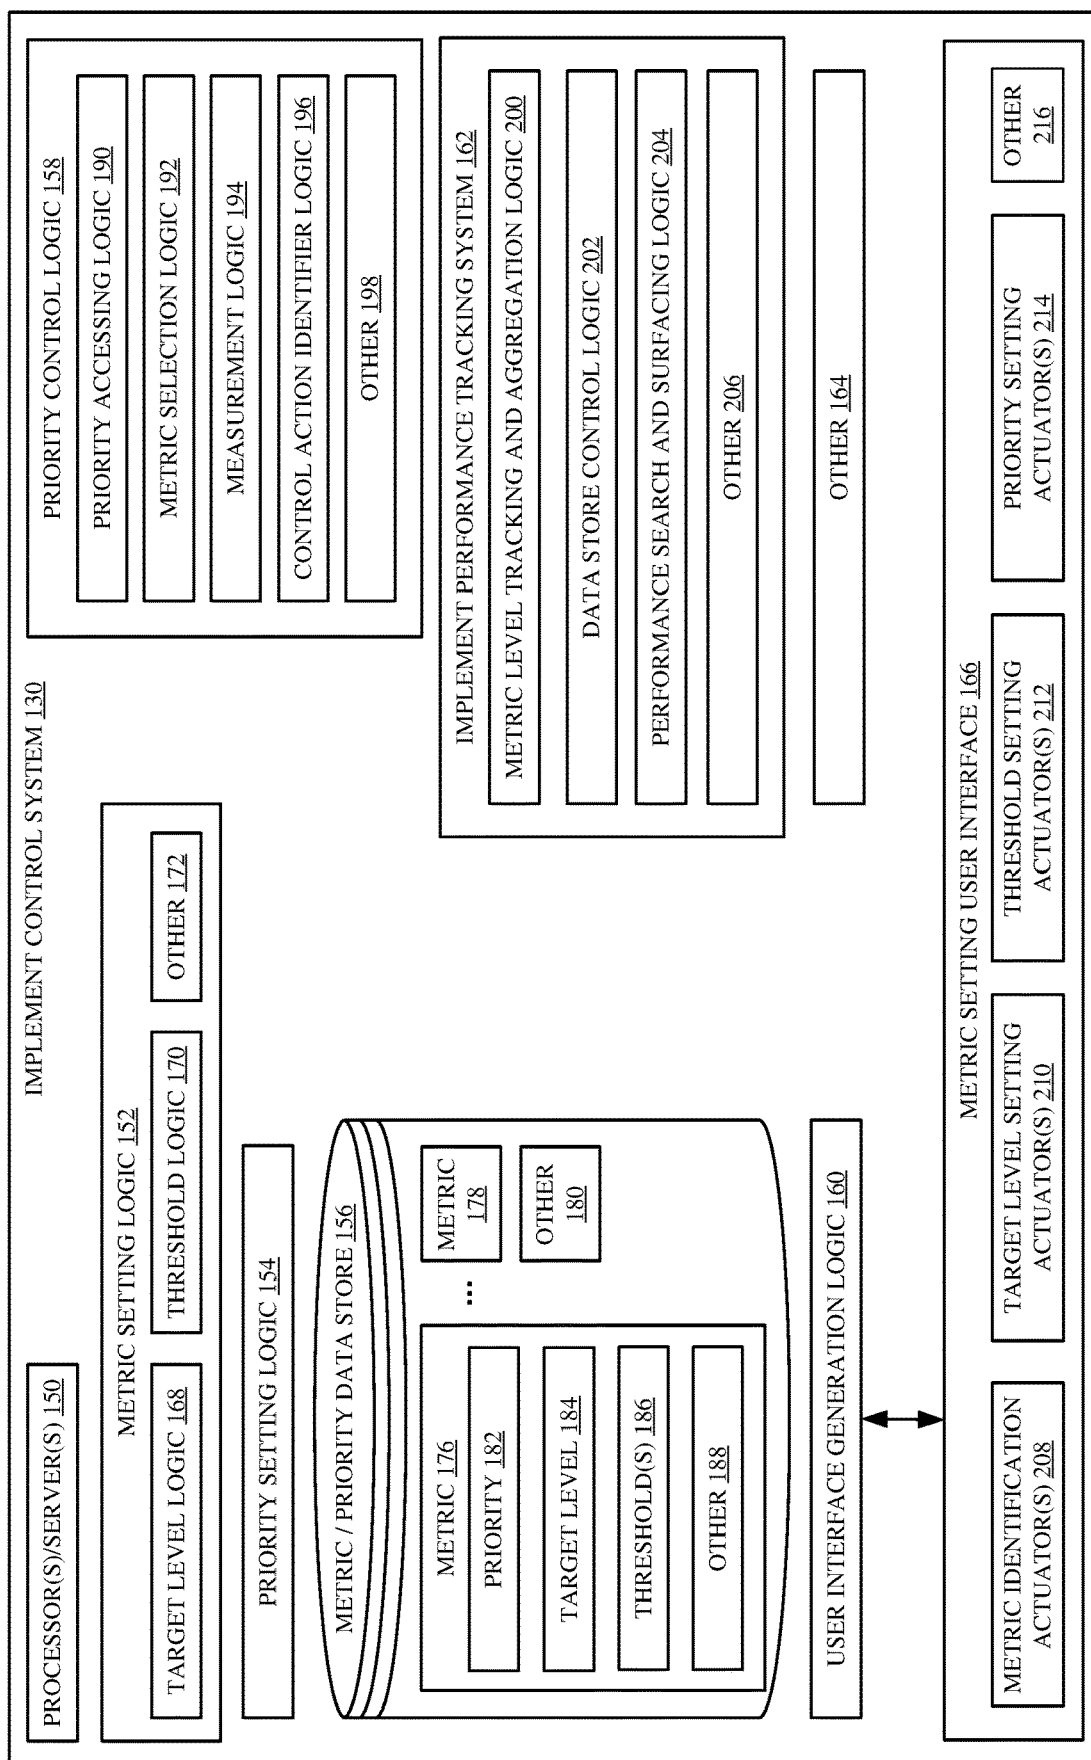 IMPLEMENT CONTROL SYSTEM 130
PROCESSOR(S)/SERVER(S) 150
METRIC SETTING LOGIC 152
TARGET LEVEL LOGIC 168
THRESHOLD LOGIC 170
OTHER 172
PRIORITY SETTING LOGIC 154
METRIC / PRIORITY DATA STORE 156
METRIC 176
PRIORITY 182
TARGET LEVEL 184
THRESHOLD(S) 186
OTHER 188
...
METRIC
178
OTHER
180
USER INTERFACE GENERATION LOGIC 160
PRIORITY CONTROL LOGIC 158
PRIORITY ACCESSING LOGIC 190
METRIC SELECTION LOGIC 192
MEASUREMENT LOGIC 194
CONTROL ACTION IDENTIFIER LOGIC 196
OTHER 198
IMPLEMENT PERFORMANCE TRACKING SYSTEM 162
METRIC LEVEL TRACKING AND AGGREGATION LOGIC 200
DATA STORE CONTROL LOGIC 202
PERFORMANCE SEARCH AND SURFACING LOGIC 204
OTHER 206
OTHER 164
METRIC SETTING USER INTERFACE 166
METRIC IDENTIFICATION
ACTUATOR(S) 208
TARGET LEVEL SETTING
ACTUATOR(S) 210
THRESHOLD SETTING
ACTUATOR(S) 212
PRIORITY SETTING
ACTUATOR(S) 214
OTHER
216